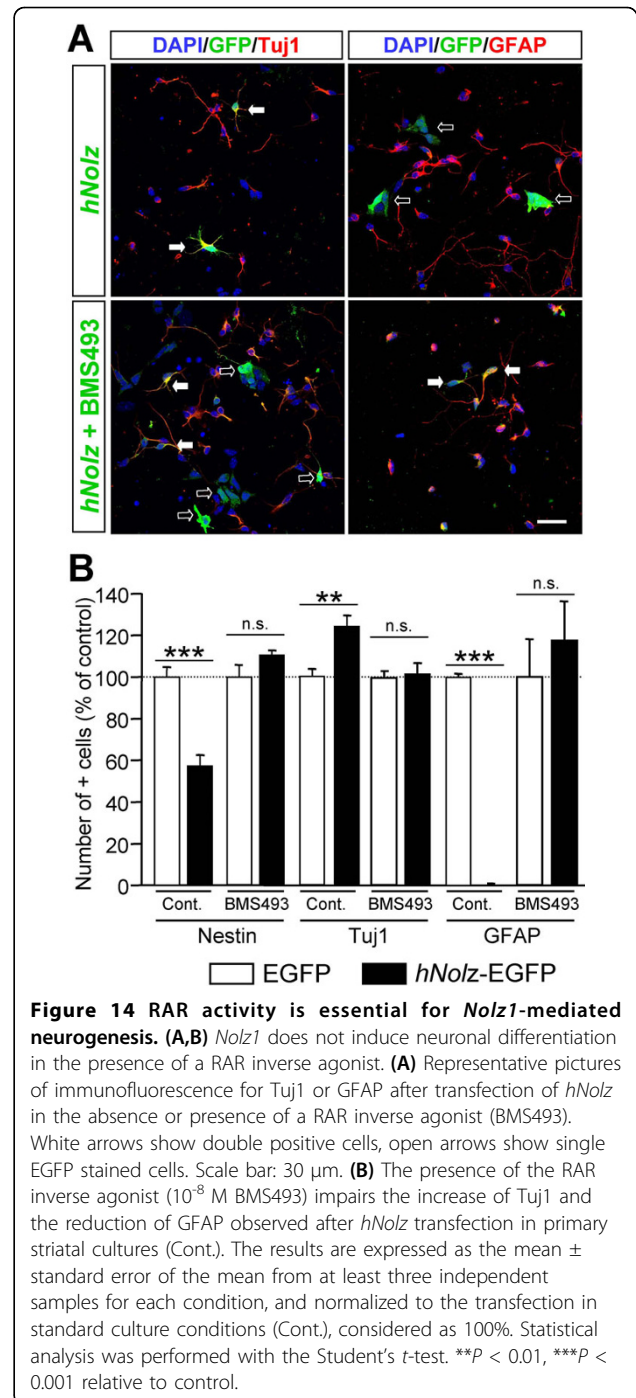 A
DAPI/GFP/Tuj1
DAPI/GFP/GFAP
hNolz
hNolz + BMS493
B
Number of + cells (% of control)
140
120
100
80
60
40
20
0
***
n.s.
**
n.s.
***
n.s.
Cont. BMS493 Cont. BMS493 Cont. BMS493
Nestin Tuj1 GFAP
EGFP hNolz-EGFP
Figure 14 RAR activity is essential for Nolz1-mediated
neurogenesis. (A,B) Nolz1 does not induce neuronal differentiation
in the presence of a RAR inverse agonist. (A) Representative pictures
of immunofluorescence for Tuj1 or GFAP after transfection of hNolz
in the absence or presence of a RAR inverse agonist (BMS493).
White arrows show double positive cells, open arrows show single
EGFP stained cells. Scale bar: 30 μm. (B) The presence of the RAR
inverse agonist (10⁻⁸ M BMS493) impairs the increase of Tuj1 and
the reduction of GFAP observed after hNolz transfection in primary
striatal cultures (Cont.). The results are expressed as the mean ±
standard error of the mean from at least three independent
samples for each condition, and normalized to the transfection in
standard culture conditions (Cont.), considered as 100%. Statistical
analysis was performed with the Student's t-test. **P < 0.01, ***P <
0.001 relative to control.